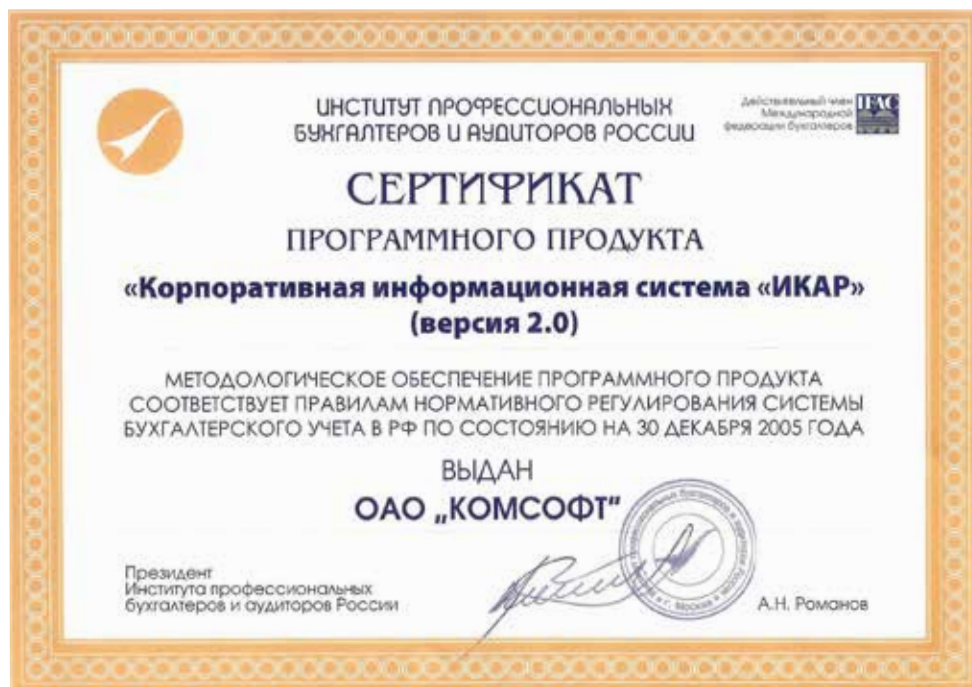 ИНСТИТУТ ПРОФЕССИОНАЛЬНЫХ
БУХГАЛТЕРОВ И АУДИТОРОВ РОССИИ
Действительный член
Международной
федерации бухгалтеров
IFAC
СЕРТИФИКАТ
ПРОГРАММНОГО ПРОДУКТА
«Корпоративная информационная система «ИКАР»
(версия 2.0)
МЕТОДОЛОГИЧЕСКОЕ ОБЕСПЕЧЕНИЕ ПРОГРАММНОГО ПРОДУКТА
СООТВЕТСТВУЕТ ПРАВИЛАМ НОРМАТИВНОГО РЕГУЛИРОВАНИЯ СИСТЕМЫ
БУХГАЛТЕРСКОГО УЧЕТА В РФ ПО СОСТОЯНИЮ НА 30 ДЕКАБРЯ 2005 ГОДА
ВЫДАН
ОАО „КОМСОФТ"
Президент
Института профессиональных
бухгалтеров и аудиторов России
А.Н. Романов
г. Москва